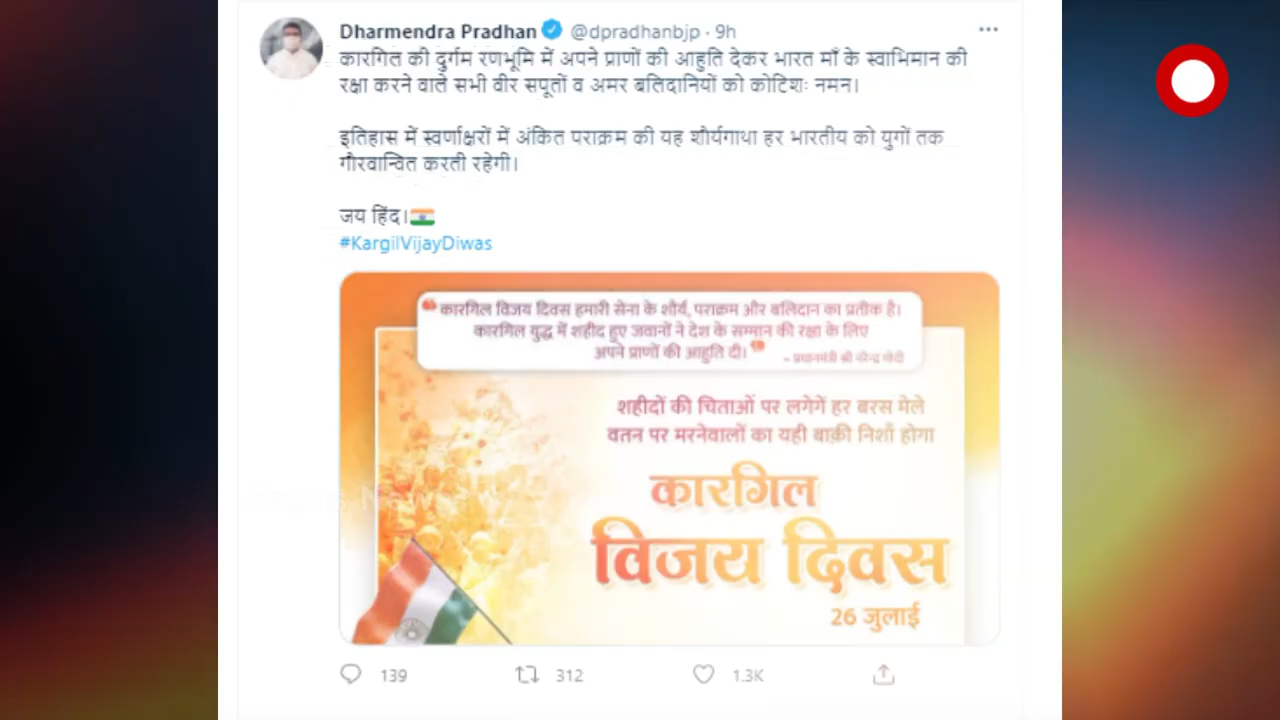 Dharmendra Pradhan @dpradhanbjp · 9h
कारगिल की दुर्गम रणभूमि में अपने प्राणों की आहुति देकर भारत माँ के स्वाभिमान की
रक्षा करने वाले सभी वीर सपूतों व अमर बलिदानियों को कोटिशः नमन।
इतिहास में स्वर्णाक्षरों में अंकित पराक्रम की यह शौर्यगाथा हर भारतीय को युगों तक
गौरवान्वित करती रहेगी।
जय हिंद।🇮🇳
#KargilVijayDiwas
❝ कारगिल विजय दिवस हमारी सेना के शौर्य, पराक्रम और बलिदान का प्रतीक है।
कारगिल युद्ध में शहीद हुए जवानों ने देश के सम्मान की रक्षा के लिए
अपने प्राणों की आहुति दी। ❞
- प्रधानमंत्री श्री नरेन्द्र मोदी
शहीदों की चिताओं पर लगेगें हर बरस मेले
वतन पर मरनेवालों का यही बाक़ी निशाँ होगा
कारगिल
विजय दिवस
26 जुलाई
139 312 1.3K